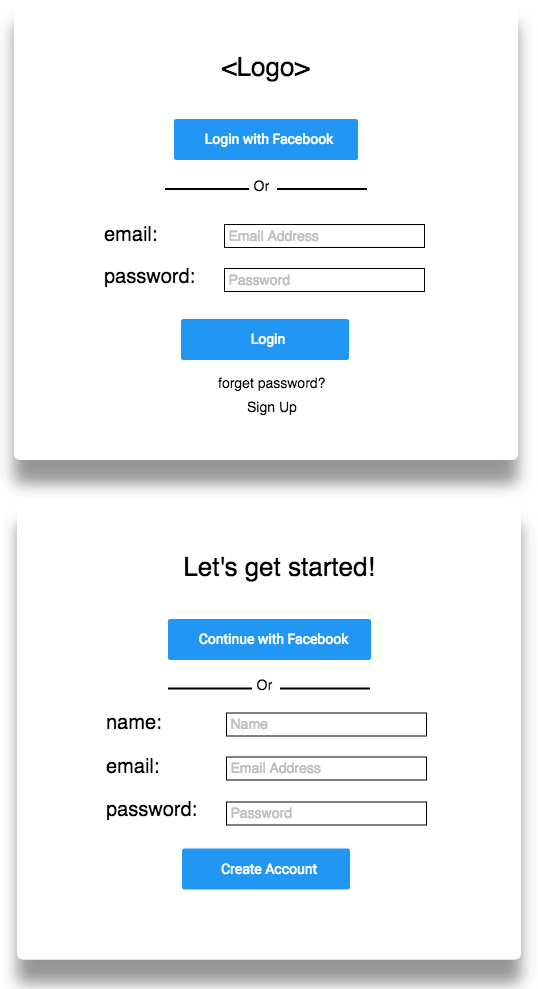 <Logo>
Login with Facebook
Or
email: Email Address
password: Password
Login
forget password?
Sign Up
Let's get started!
Continue with Facebook
Or
name: Name
email: Email Address
password: Password
Create Account